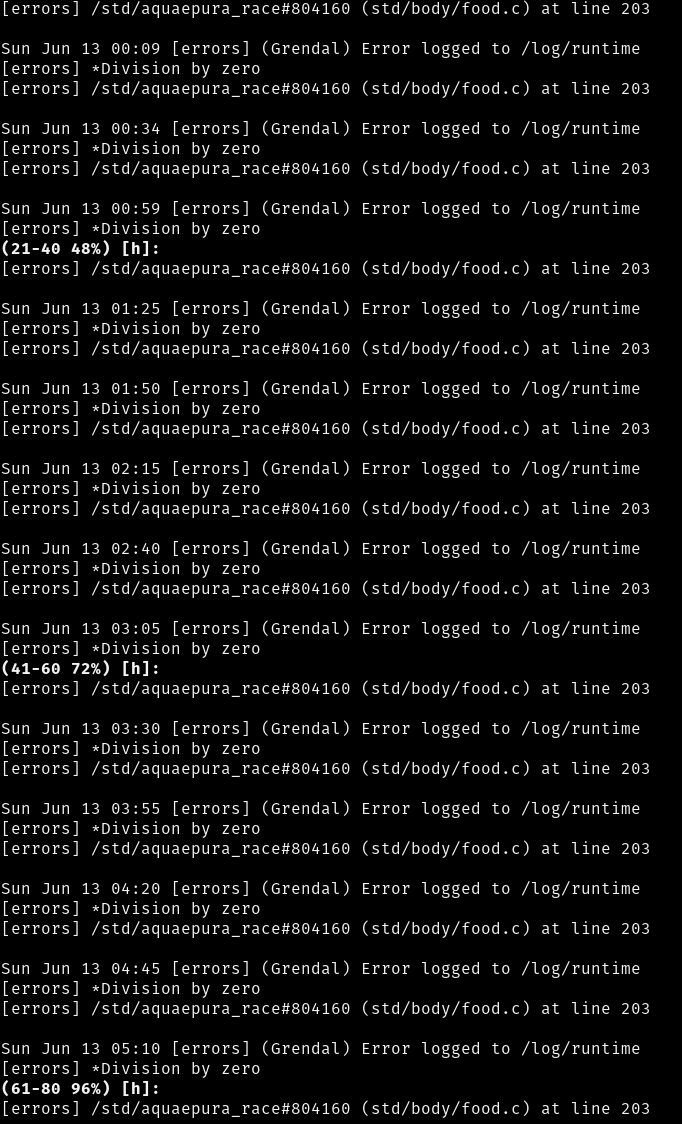 [errors] /std/aquaepura_race#804160 (std/body/food.c) at line 203
Sun Jun 13 00:09 [errors] (Grendal) Error logged to /log/runtime
[errors] *Division by zero
[errors] /std/aquaepura_race#804160 (std/body/food.c) at line 203
Sun Jun 13 00:34 [errors] (Grendal) Error logged to /log/runtime
[errors] *Division by zero
[errors] /std/aquaepura_race#804160 (std/body/food.c) at line 203
Sun Jun 13 00:59 [errors] (Grendal) Error logged to /log/runtime
[errors] *Division by zero
(21-40 48%) [h]:
[errors] /std/aquaepura_race#804160 (std/body/food.c) at line 203
Sun Jun 13 01:25 [errors] (Grendal) Error logged to /log/runtime
[errors] *Division by zero
[errors] /std/aquaepura_race#804160 (std/body/food.c) at line 203
Sun Jun 13 01:50 [errors] (Grendal) Error logged to /log/runtime
[errors] *Division by zero
[errors] /std/aquaepura_race#804160 (std/body/food.c) at line 203
Sun Jun 13 02:15 [errors] (Grendal) Error logged to /log/runtime
[errors] *Division by zero
[errors] /std/aquaepura_race#804160 (std/body/food.c) at line 203
Sun Jun 13 02:40 [errors] (Grendal) Error logged to /log/runtime
[errors] *Division by zero
[errors] /std/aquaepura_race#804160 (std/body/food.c) at line 203
Sun Jun 13 03:05 [errors] (Grendal) Error logged to /log/runtime
[errors] *Division by zero
(41-60 72%) [h]:
[errors] /std/aquaepura_race#804160 (std/body/food.c) at line 203
Sun Jun 13 03:30 [errors] (Grendal) Error logged to /log/runtime
[errors] *Division by zero
[errors] /std/aquaepura_race#804160 (std/body/food.c) at line 203
Sun Jun 13 03:55 [errors] (Grendal) Error logged to /log/runtime
[errors] *Division by zero
[errors] /std/aquaepura_race#804160 (std/body/food.c) at line 203
Sun Jun 13 04:20 [errors] (Grendal) Error logged to /log/runtime
[errors] *Division by zero
[errors] /std/aquaepura_race#804160 (std/body/food.c) at line 203
Sun Jun 13 04:45 [errors] (Grendal) Error logged to /log/runtime
[errors] *Division by zero
[errors] /std/aquaepura_race#804160 (std/body/food.c) at line 203
Sun Jun 13 05:10 [errors] (Grendal) Error logged to /log/runtime
[errors] *Division by zero
(61-80 96%) [h]:
[errors] /std/aquaepura_race#804160 (std/body/food.c) at line 203